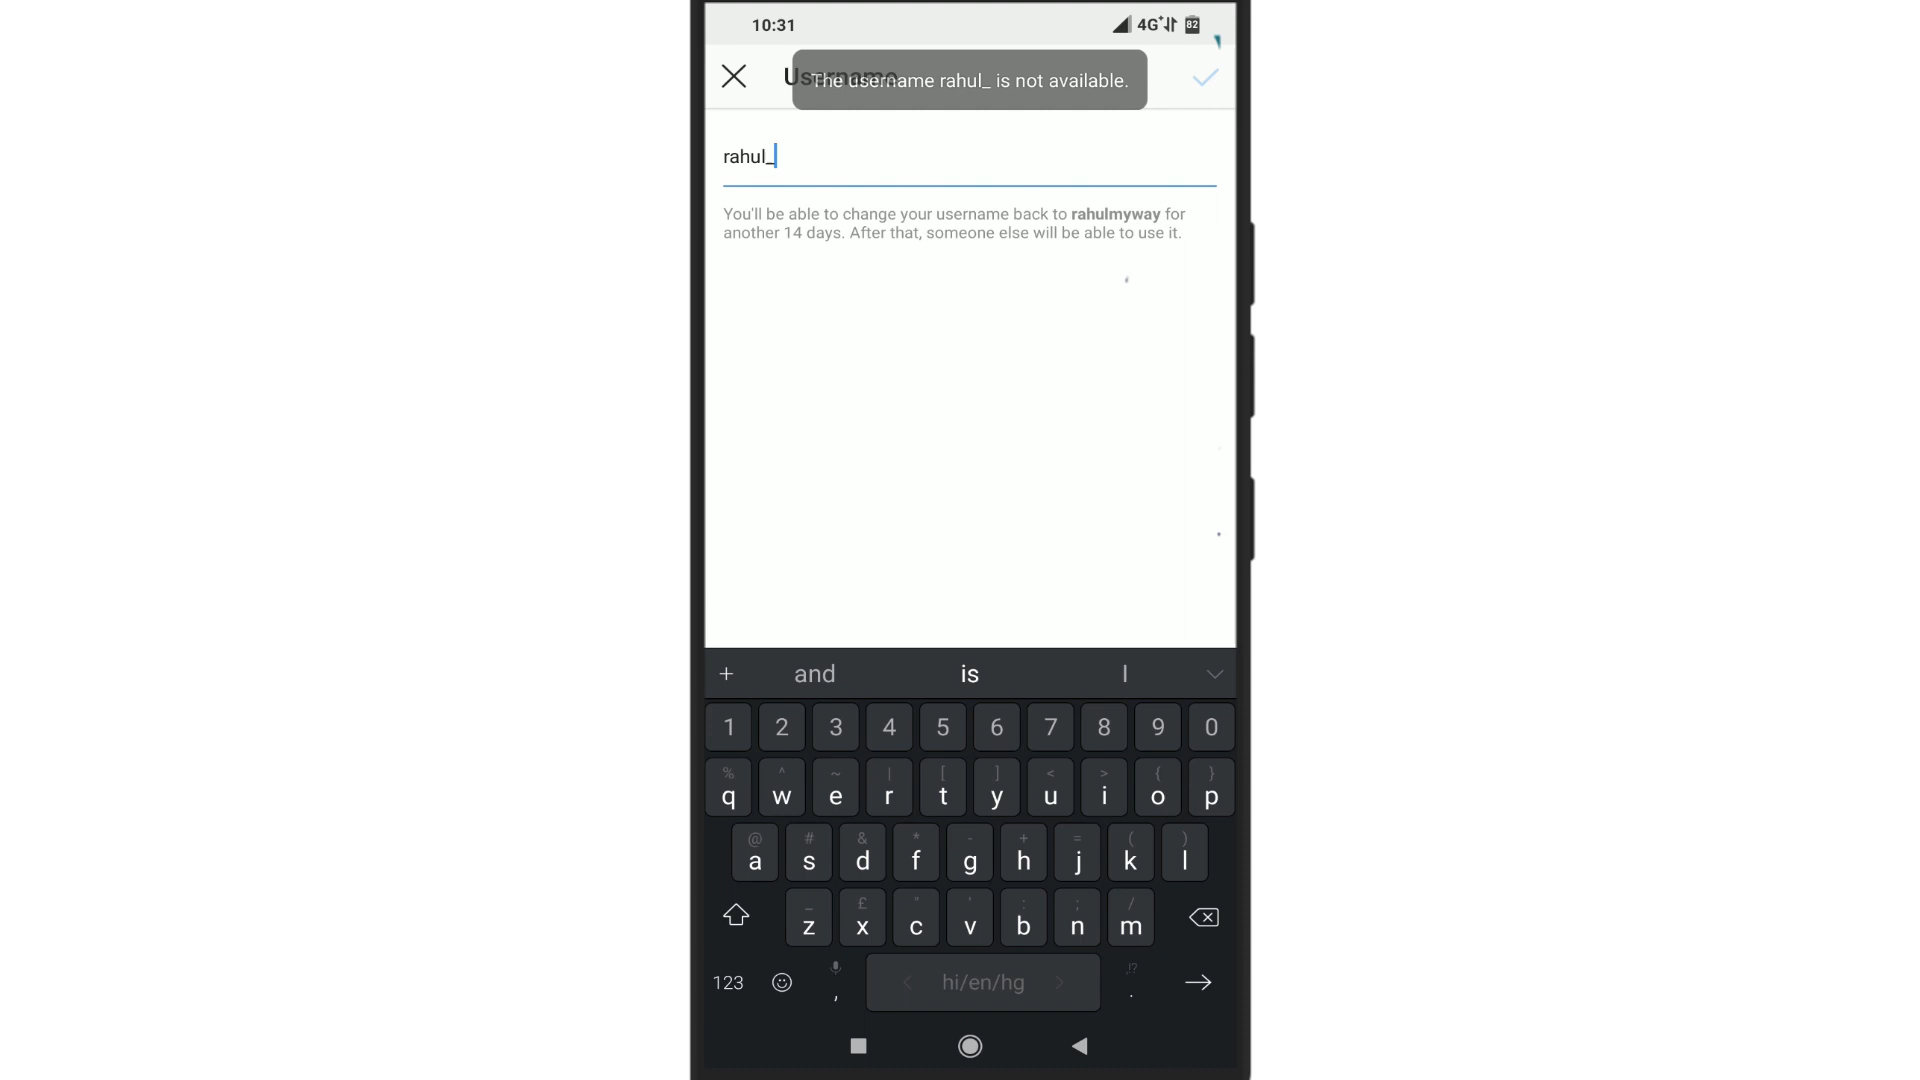 10:31
4G+
82
Username
The username rahul_ is not available.
rahul_
You'll be able to change your username back to rahulmyway for
another 14 days. After that, someone else will be able to use it.
+ and is I
1 2 3 4 5 6 7 8 9 0
% ^ ~ | [ ] < > { }
q w e r t y u i o p
@ # & * - + = ( )
a s d f g h j k l
_ £ " ' : ; /
z x c v b n m
123 , < hi/en/hg > ,!? .